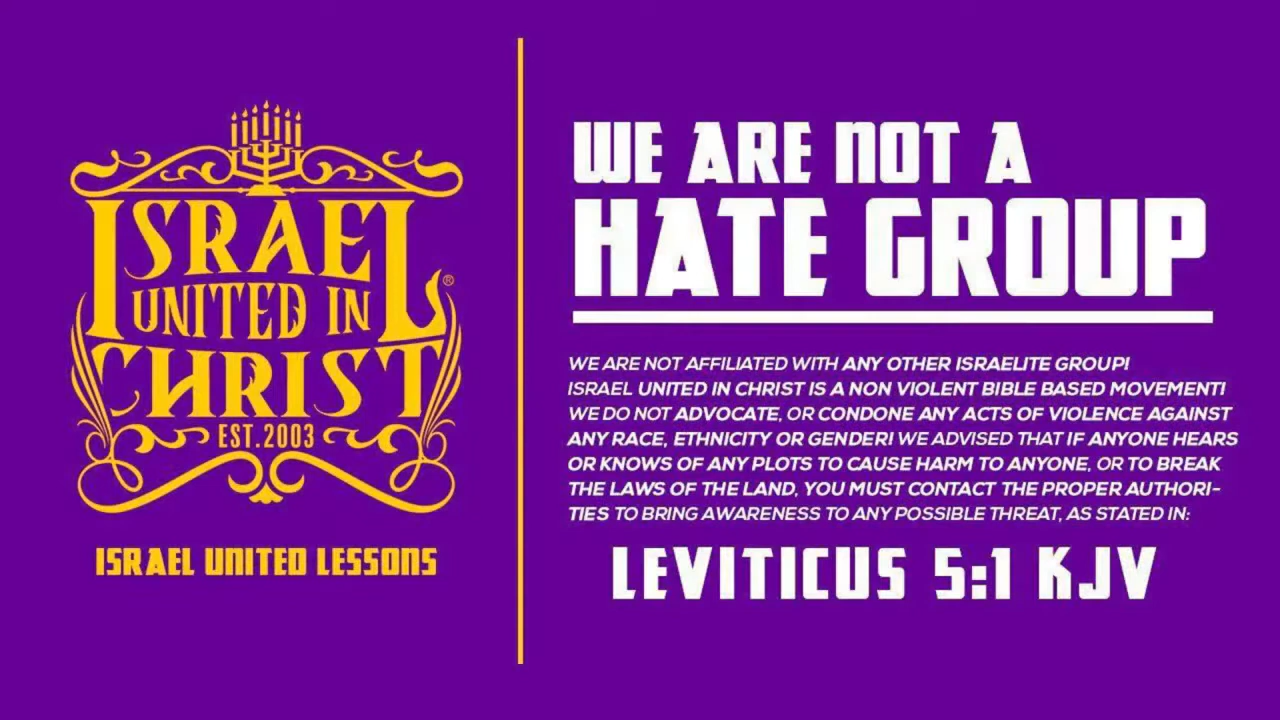 ISRAEL
UNITED IN
CHRIST
®
EST.2003
ISRAEL UNITED LESSONS
WE ARE NOT A
HATE GROUP
WE ARE NOT AFFILIATED WITH ANY OTHER ISRAELITE GROUP!
ISRAEL UNITED IN CHRIST IS A NON VIOLENT BIBLE BASED MOVEMENT!
WE DO NOT ADVOCATE, OR CONDONE ANY ACTS OF VIOLENCE AGAINST
ANY RACE, ETHNICITY OR GENDER! WE ADVISED THAT IF ANYONE HEARS
OR KNOWS OF ANY PLOTS TO CAUSE HARM TO ANYONE, OR TO BREAK
THE LAWS OF THE LAND, YOU MUST CONTACT THE PROPER AUTHORI-
TIES TO BRING AWARENESS TO ANY POSSIBLE THREAT, AS STATED IN:
LEVITICUS 5:1 KJV